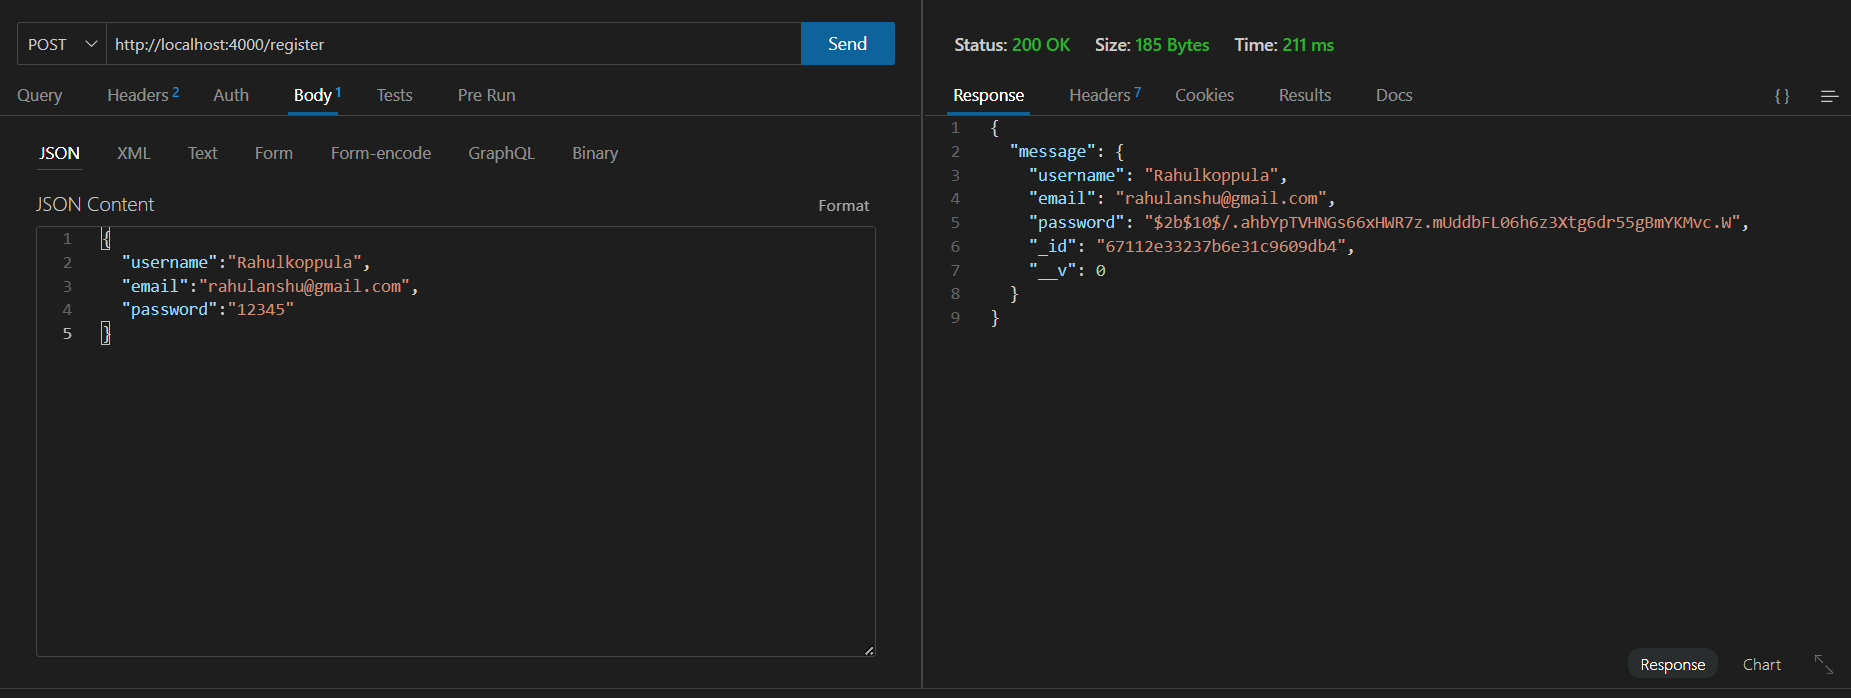 POST http://localhost:4000/register Send
Query Headers 2 Auth Body 1 Tests Pre Run
JSON XML Text Form Form-encode GraphQL Binary
JSON Content Format
1 {
2 "username":"Rahulkoppula",
3 "email":"rahulanshu@gmail.com",
4 "password":"12345"
5 }
Status: 200 OK Size: 185 Bytes Time: 211 ms
Response Headers 7 Cookies Results Docs { }
1 {
2 "message": {
3 "username": "Rahulkoppula",
4 "email": "rahulanshu@gmail.com",
5 "password": "$2b$10$/.ahbYpTVHNGs66xHWR7z.mUddbFL06h6z3Xtg6dr55gBmYKMvc.W",
6 "_id": "67112e33237b6e31c9609db4",
7 "__v": 0
8 }
9 }
Response Chart